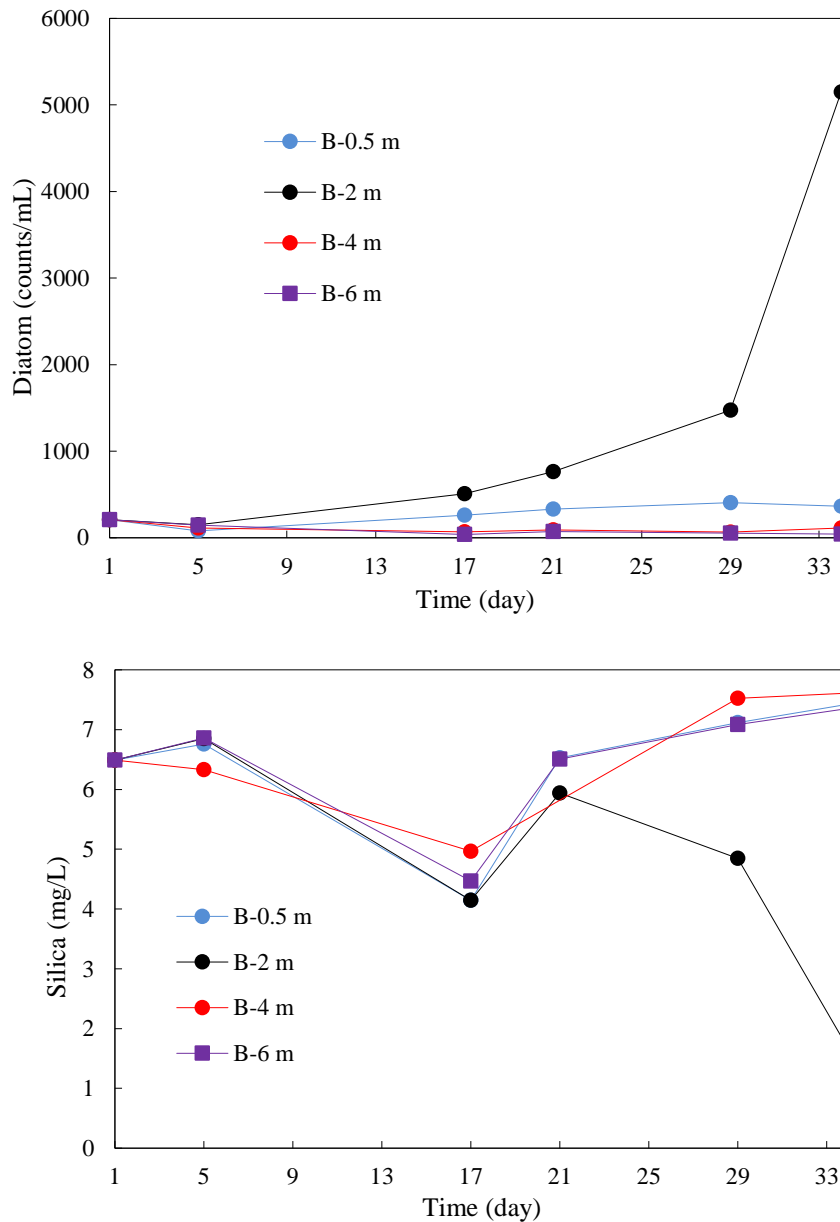 6000
5000
4000
3000
2000
1000
0
Diatom (counts/mL)
B-0.5 m
B-2 m
B-4 m
B-6 m
1 5 9 13 17 21 25 29 33
Time (day)
8
7
6
5
4
3
2
1
0
Silica (mg/L)
B-0.5 m
B-2 m
B-4 m
B-6 m
1 5 9 13 17 21 25 29 33
Time (day)